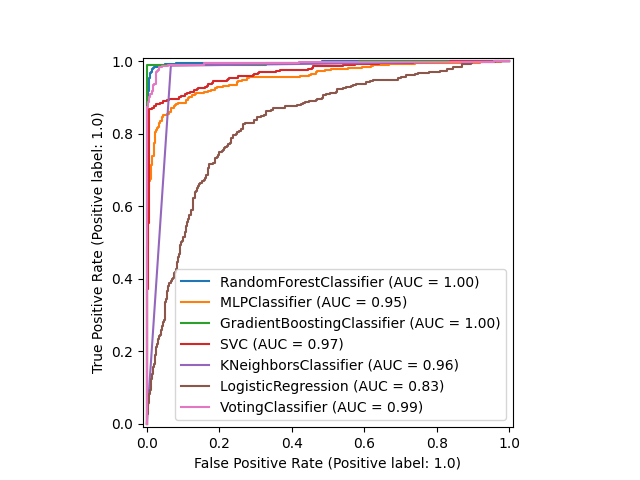 1.0
0.8
0.6
0.4
0.2
0.0
True Positive Rate (Positive label: 1.0)
RandomForestClassifier (AUC = 1.00)
MLPClassifier (AUC = 0.95)
GradientBoostingClassifier (AUC = 1.00)
SVC (AUC = 0.97)
KNeighborsClassifier (AUC = 0.96)
LogisticRegression (AUC = 0.83)
VotingClassifier (AUC = 0.99)
0.0 0.2 0.4 0.6 0.8 1.0
False Positive Rate (Positive label: 1.0)